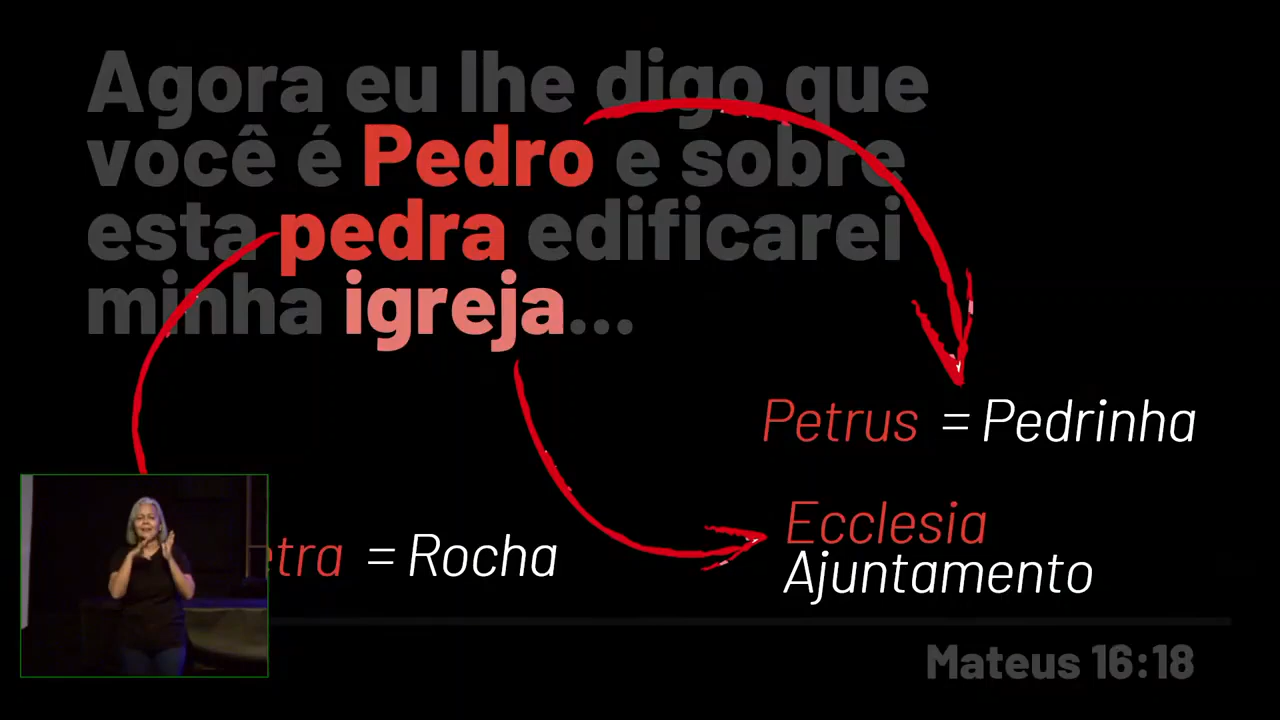 Agora eu lhe digo que
você é Pedro e sobre
esta pedra edificarei
minha igreja...
Petrus = Pedrinha
Ecclesia
Ajuntamento
= Rocha
Mateus 16:18